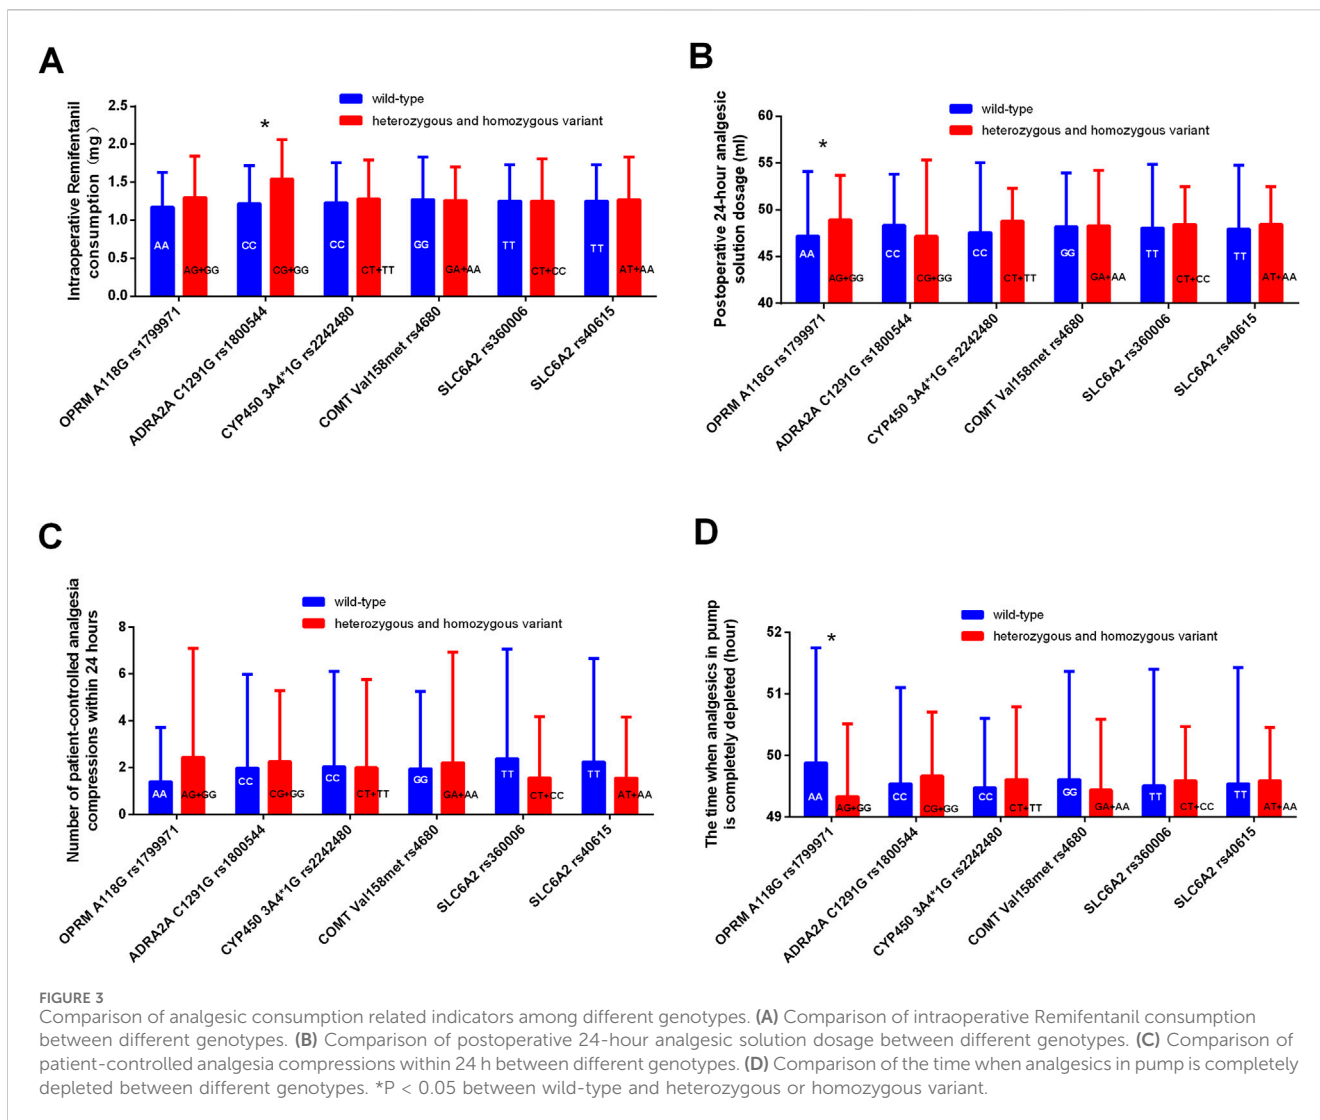 A
Intraoperative Remifentanil
consumption (mg)
wild-type
heterozygous and homozygous variant
2.5
2.0
1.5
1.0
0.5
0.0
*
AA
AG+GG
CC
CG+GG
CC
CT+TT
GG
GA+AA
TT
CT+CC
TT
AT+AA
OPRM A118G rs1799971
ADRA2A C1291G rs1800544
CYP450 3A4*1G rs2242480
COMT Val158met rs4680
SLC6A2 rs360006
SLC6A2 rs40615
B
Postoperative 24-hour analgesic
solution dosage (ml)
wild-type
heterozygous and homozygous variant
60
55
50
45
40
*
AA
AG+GG
CC
CG+GG
CC
CT+TT
GG
GA+AA
TT
CT+CC
TT
AT+AA
OPRM A118G rs1799971
ADRA2A C1291G rs1800544
CYP450 3A4*1G rs2242480
COMT Val158met rs4680
SLC6A2 rs360006
SLC6A2 rs40615
C
Number of patient-controlled analgesia
compressions within 24 hours
wild-type
heterozygous and homozygous variant
8
6
4
2
0
AA
AG+GG
CC
CG+GG
CC
CT+TT
GG
GA+AA
TT
CT+CC
TT
AT+AA
OPRM A118G rs1799971
ADRA2A C1291G rs1800544
CYP450 3A4*1G rs2242480
COMT Val158met rs4680
SLC6A2 rs360006
SLC6A2 rs40615
D
The time when analgesics in pump
is completely depleted (hour)
wild-type
heterozygous and homozygous variant
52
51
50
49
*
AA
AG+GG
CC
CG+GG
CC
CT+TT
GG
GA+AA
TT
CT+CC
TT
AT+AA
OPRM A118G rs1799971
ADRA2A C1291G rs1800544
CYP450 3A4*1G rs2242480
COMT Val158met rs4680
SLC6A2 rs360006
SLC6A2 rs40615
FIGURE 3
Comparison of analgesic consumption related indicators among different genotypes. (A) Comparison of intraoperative Remifentanil consumption
between different genotypes. (B) Comparison of postoperative 24-hour analgesic solution dosage between different genotypes. (C) Comparison of
patient-controlled analgesia compressions within 24 h between different genotypes. (D) Comparison of the time when analgesics in pump is completely
depleted between different genotypes. *P < 0.05 between wild-type and heterozygous or homozygous variant.